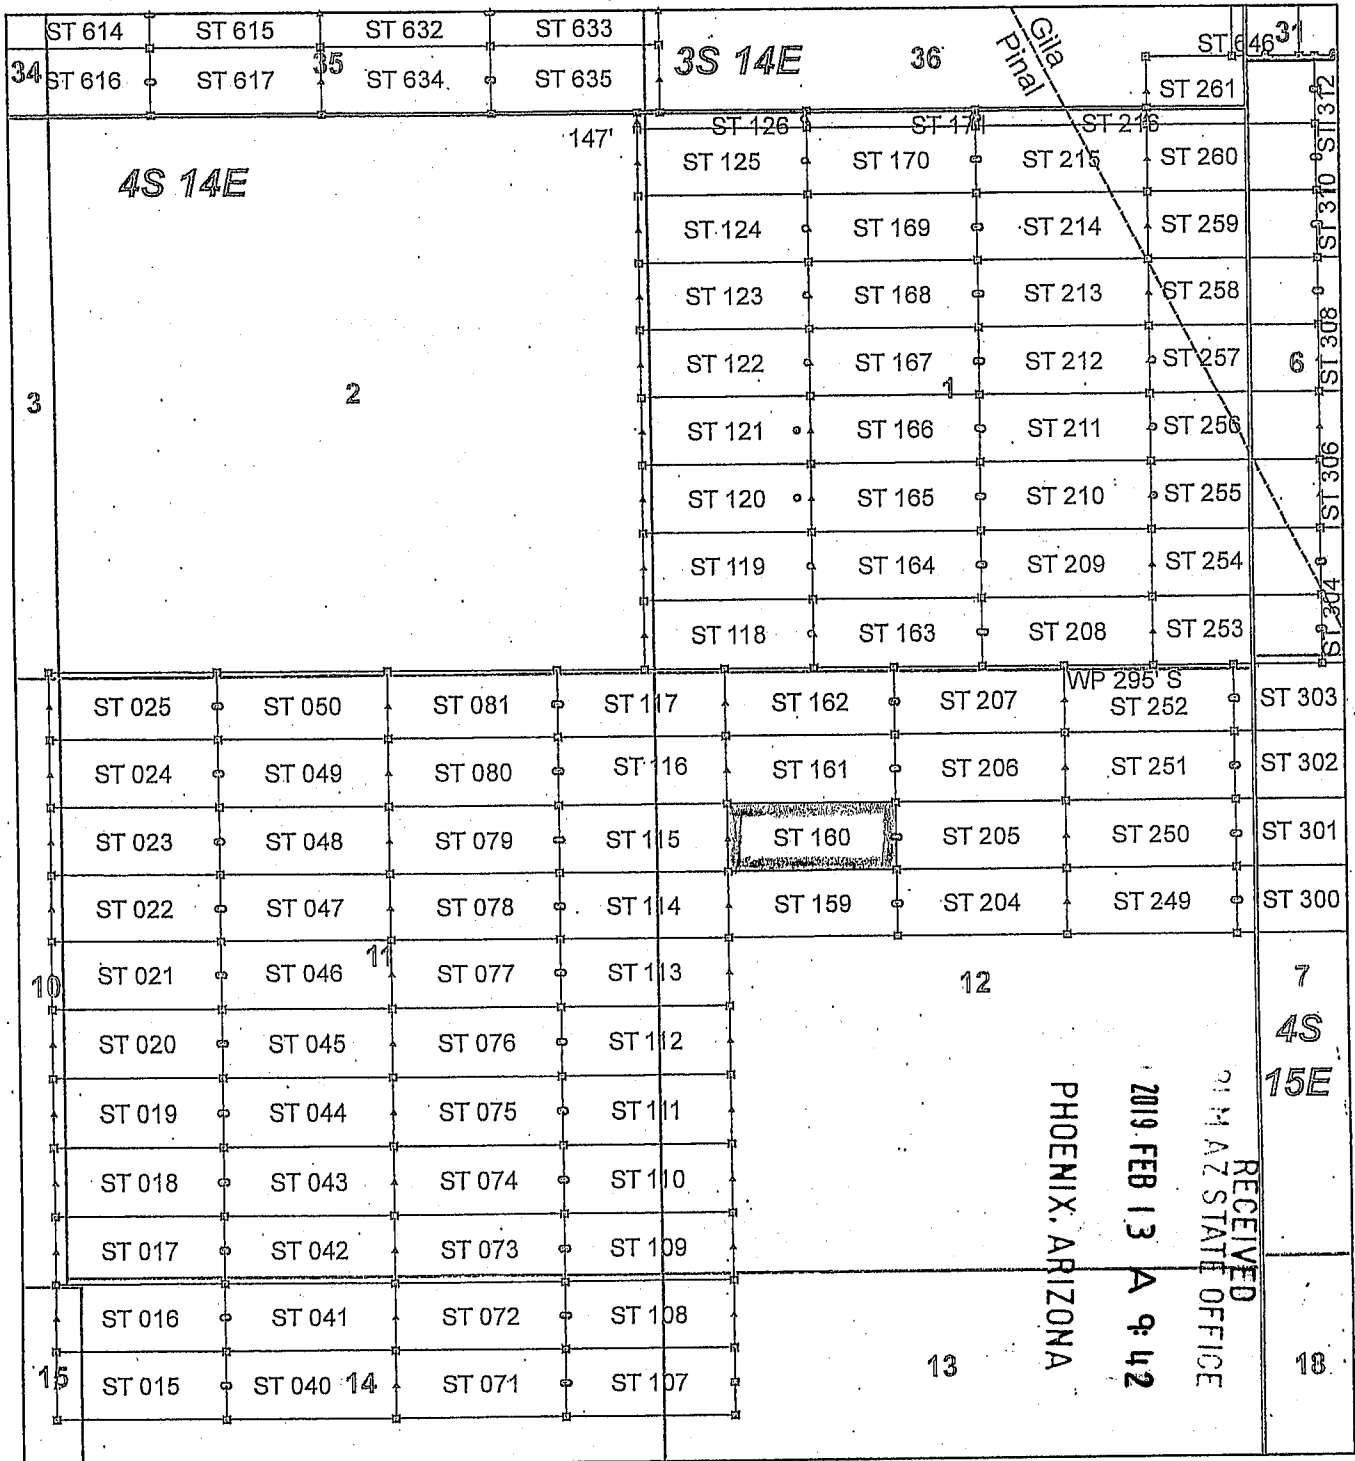 ST 614 ST 615 ST 632 ST 633
3S 14E 36 Gila Pinal ST 646 31
34 ST 616 ST 617 35 ST 634 ST 635
ST 261 ST 312
147' ST 126 ST 171 ST 216
4S 14E ST 125 ST 170 ST 215 ST 260 ST 310
ST 124 ST 169 ST 214 ST 259
ST 123 ST 168 ST 213 ST 258
ST 122 ST 167 ST 212 ST 257 6 ST 308
3 2 1
ST 121 ST 166 ST 211 ST 256
ST 120 ST 165 ST 210 ST 255 ST 306
ST 119 ST 164 ST 209 ST 254
ST 118 ST 163 ST 208 ST 253 ST 304
WP 295' S
ST 025 ST 050 ST 081 ST 117 ST 162 ST 207 ST 252 ST 303
ST 024 ST 049 ST 080 ST 116 ST 161 ST 206 ST 251 ST 302
ST 023 ST 048 ST 079 ST 115 ST 160 ST 205 ST 250 ST 301
ST 022 ST 047 ST 078 ST 114 ST 159 ST 204 ST 249 ST 300
11
10 ST 021 ST 046 ST 077 ST 113 12 7
ST 020 ST 045 ST 076 ST 112 4S
15E
ST 019 ST 044 ST 075 ST 111
ST 018 ST 043 ST 074 ST 110
ST 017 ST 042 ST 073 ST 109
ST 016 ST 041 ST 072 ST 108
15 ST 015 ST 040 14 ST 071 ST 107 13 18
RECEIVED
AZ STATE OFFICE
2019 FEB 13 A 9:42
PHOENIX, ARIZONA